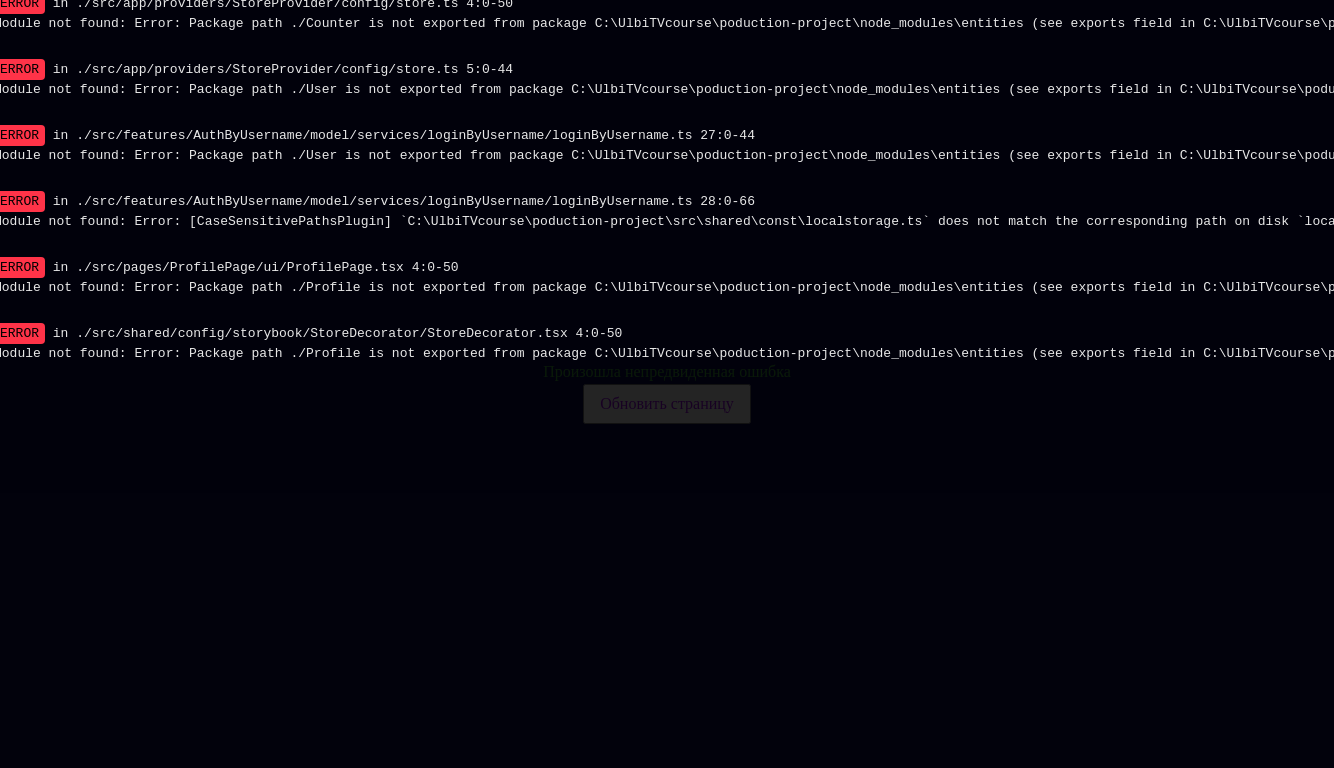 ERROR in ./src/app/providers/StoreProvider/config/store.ts 4:0-50
Module not found: Error: Package path ./Counter is not exported from package C:\UlbiTVcourse\poduction-project\node_modules\entities (see exports field in C:\UlbiTVcourse\p
ERROR in ./src/app/providers/StoreProvider/config/store.ts 5:0-44
Module not found: Error: Package path ./User is not exported from package C:\UlbiTVcourse\poduction-project\node_modules\entities (see exports field in C:\UlbiTVcourse\podu
ERROR in ./src/features/AuthByUsername/model/services/loginByUsername/loginByUsername.ts 27:0-44
Module not found: Error: Package path ./User is not exported from package C:\UlbiTVcourse\poduction-project\node_modules\entities (see exports field in C:\UlbiTVcourse\podu
ERROR in ./src/features/AuthByUsername/model/services/loginByUsername/loginByUsername.ts 28:0-66
Module not found: Error: [CaseSensitivePathsPlugin] `C:\UlbiTVcourse\poduction-project\src\shared\const\localstorage.ts` does not match the corresponding path on disk `loca
ERROR in ./src/pages/ProfilePage/ui/ProfilePage.tsx 4:0-50
Module not found: Error: Package path ./Profile is not exported from package C:\UlbiTVcourse\poduction-project\node_modules\entities (see exports field in C:\UlbiTVcourse\p
ERROR in ./src/shared/config/storybook/StoreDecorator/StoreDecorator.tsx 4:0-50
Module not found: Error: Package path ./Profile is not exported from package C:\UlbiTVcourse\poduction-project\node_modules\entities (see exports field in C:\UlbiTVcourse\p
Произошла непредвиденная ошибка
Обновить страницу